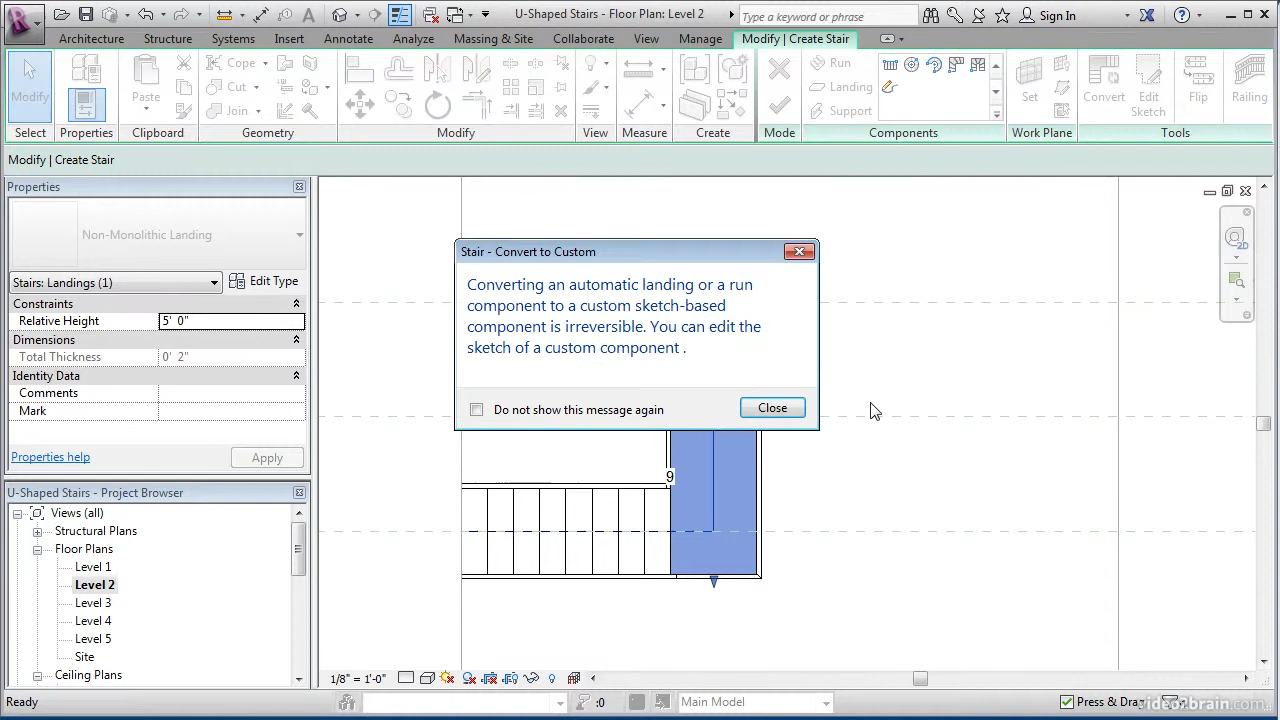 U-Shaped Stairs - Floor Plan: Level 2
Type a keyword or phrase
Sign In
Architecture
Structure
Systems
Insert
Annotate
Analyze
Massing & Site
Collaborate
View
Manage
Modify | Create Stair
Modify
Paste
Cope
Cut
Join
Run
Landing
Support
Set
Convert
Edit
Sketch
Flip
Railing
Select
Properties
Clipboard
Geometry
Modify
View
Measure
Create
Mode
Components
Work Plane
Tools
Modify | Create Stair
Properties
Non-Monolithic Landing
Stairs: Landings (1)
Edit Type
Constraints
Relative Height
5' 0"
Dimensions
Total Thickness
0' 2"
Identity Data
Comments
Mark
Properties help
Apply
U-Shaped Stairs - Project Browser
Views (all)
Structural Plans
Floor Plans
Level 1
Level 2
Level 3
Level 4
Level 5
Site
Ceiling Plans
2D
Stair - Convert to Custom
Converting an automatic landing or a run
component to a custom sketch-based
component is irreversible. You can edit the
sketch of a custom component .
Do not show this message again
Close
9
1/8" = 1'-0"
Ready
:0
Main Model
Press & Drag
video2brain.com